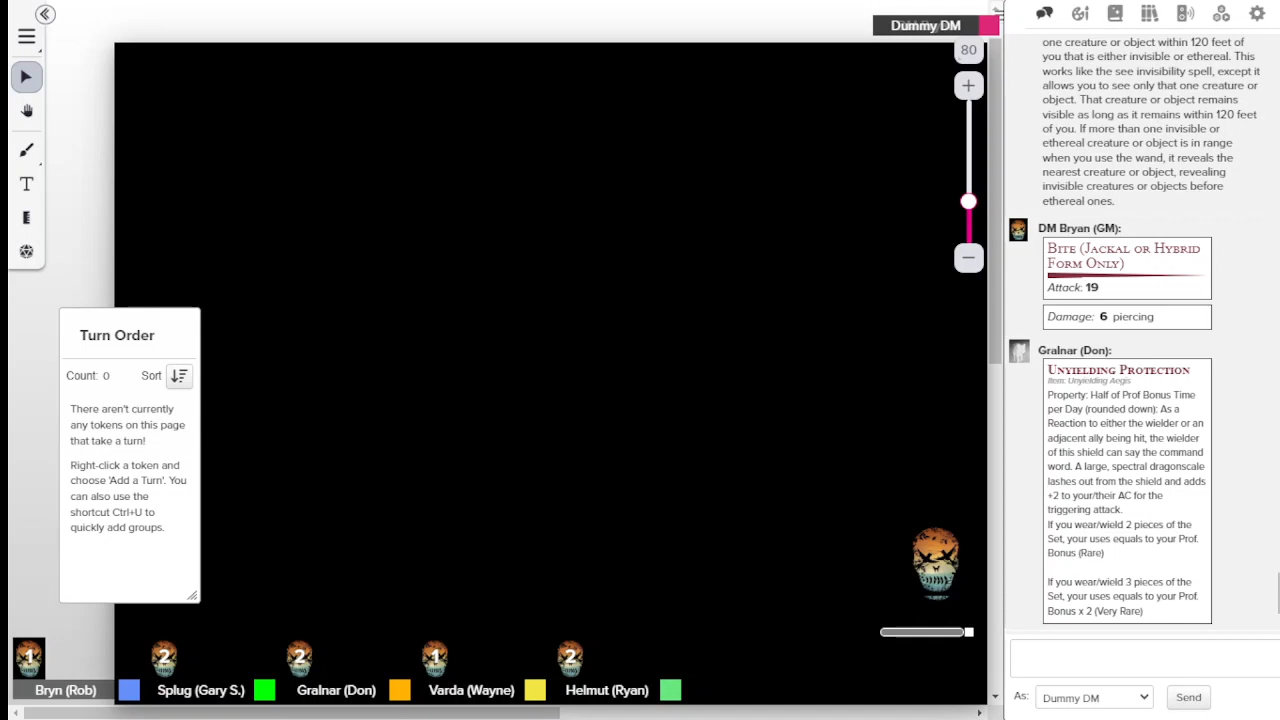 Dummy DM
80
Turn Order
Count: 0 Sort
There aren't currently
any tokens on this page
that take a turn!
Right-click a token and
choose 'Add a Turn'. You
can also use the
shortcut Ctrl+U to
quickly add groups.
1
2
2
1
2
Bryn (Rob)
Splug (Gary S.)
Gralnar (Don)
Varda (Wayne)
Helmut (Ryan)
one creature or object within 120 feet of
you that is either invisible or ethereal. This
works like the see invisibility spell, except it
allows you to see only that one creature or
object. That creature or object remains
visible as long as it remains within 120 feet
of you. If more than one invisible or
ethereal creature or object is in range
when you use the wand, it reveals the
nearest creature or object, revealing
invisible creatures or objects before
ethereal ones.
DM Bryan (GM):
Bite (Jackal or Hybrid
Form Only)
Attack: 19
Damage: 6 piercing
Gralnar (Don):
Unyielding Protection
Item: Unyielding Aegis
Property: Half of Prof Bonus Time
per Day (rounded down); As a
Reaction to either the wielder or an
adjacent ally being hit, the wielder
of this shield can say the command
word. A large, spectral dragonscale
lashes out from the shield and adds
+2 to your/their AC for the
triggering attack.
If you wear/wield 2 pieces of the
Set, your uses equals to your Prof.
Bonus (Rare)
If you wear/wield 3 pieces of the
Set, your uses equals to your Prof.
Bonus x 2 (Very Rare)
As: Dummy DM Send